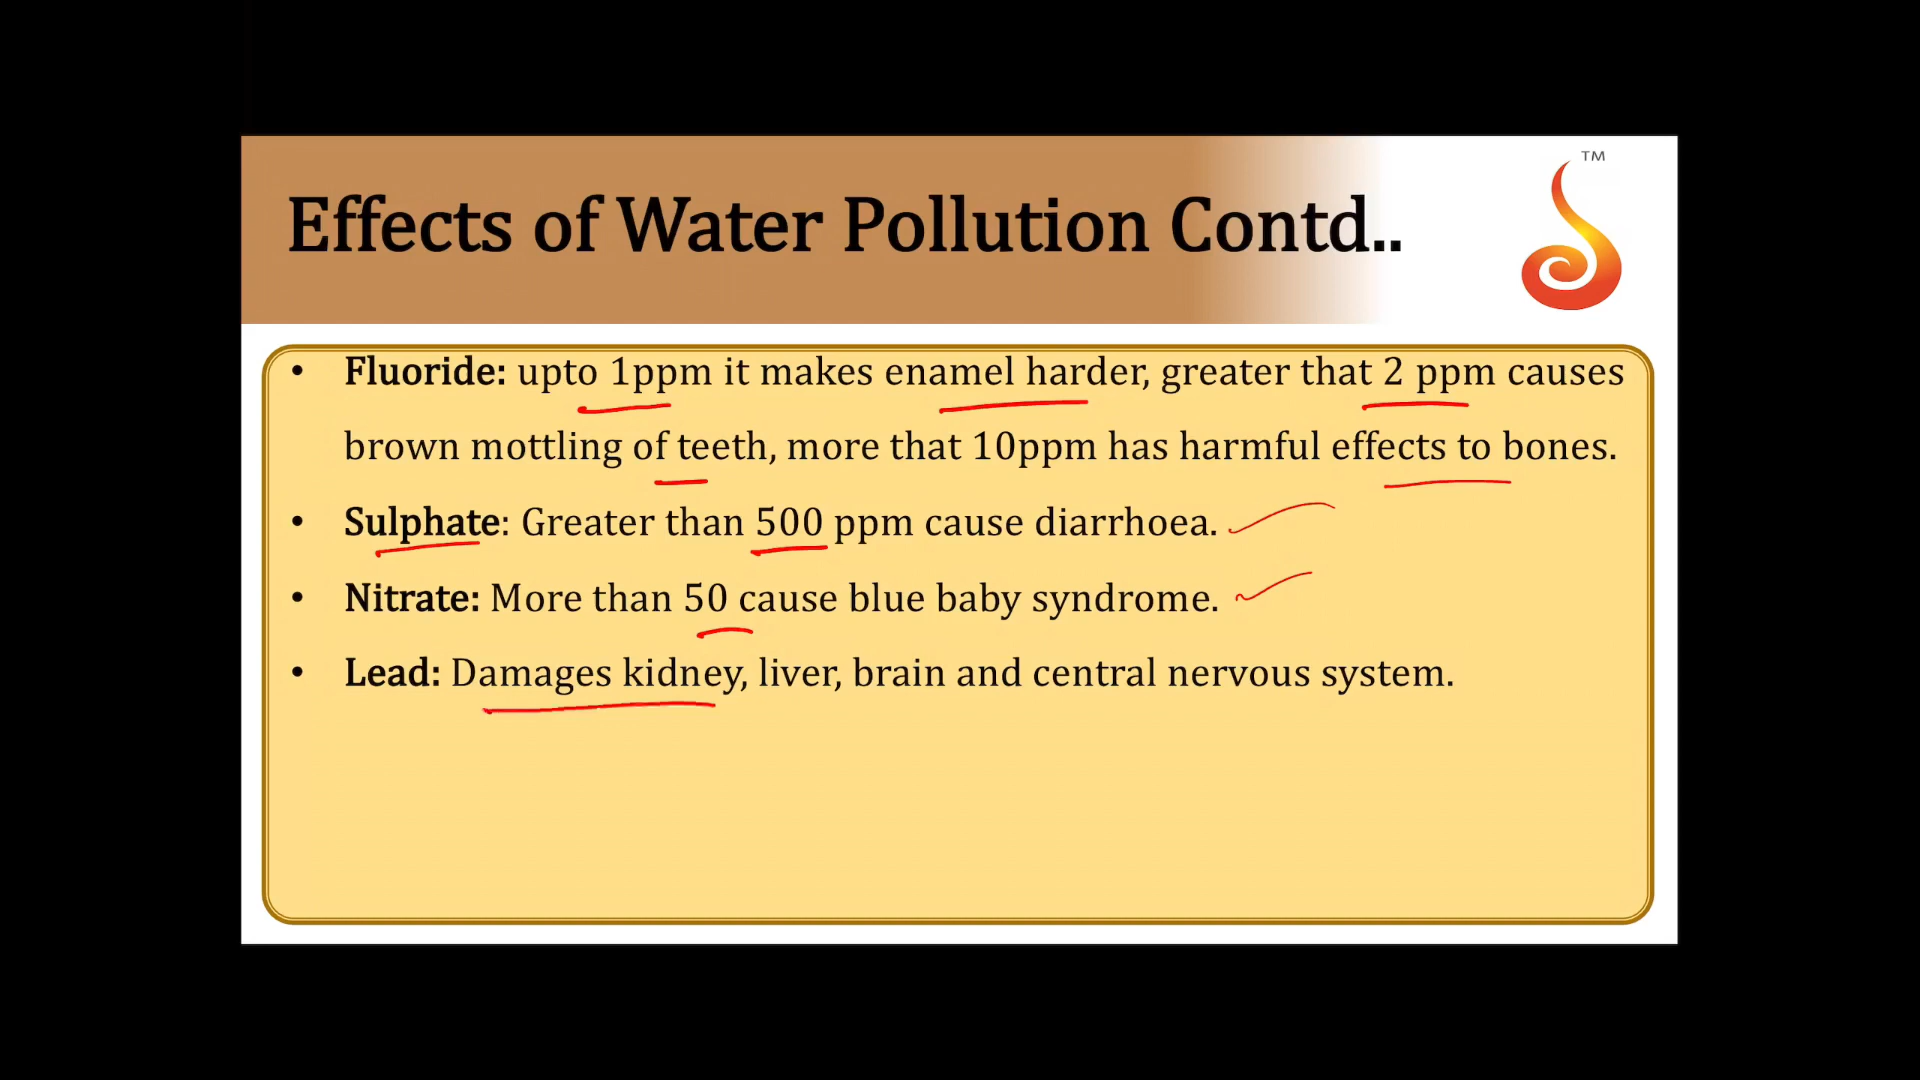 TM
Effects of Water Pollution Contd..
• Fluoride: upto 1ppm it makes enamel harder, greater that 2 ppm causes
brown mottling of teeth, more that 10ppm has harmful effects to bones.
• Sulphate: Greater than 500 ppm cause diarrhoea.
• Nitrate: More than 50 cause blue baby syndrome.
• Lead: Damages kidney, liver, brain and central nervous system.